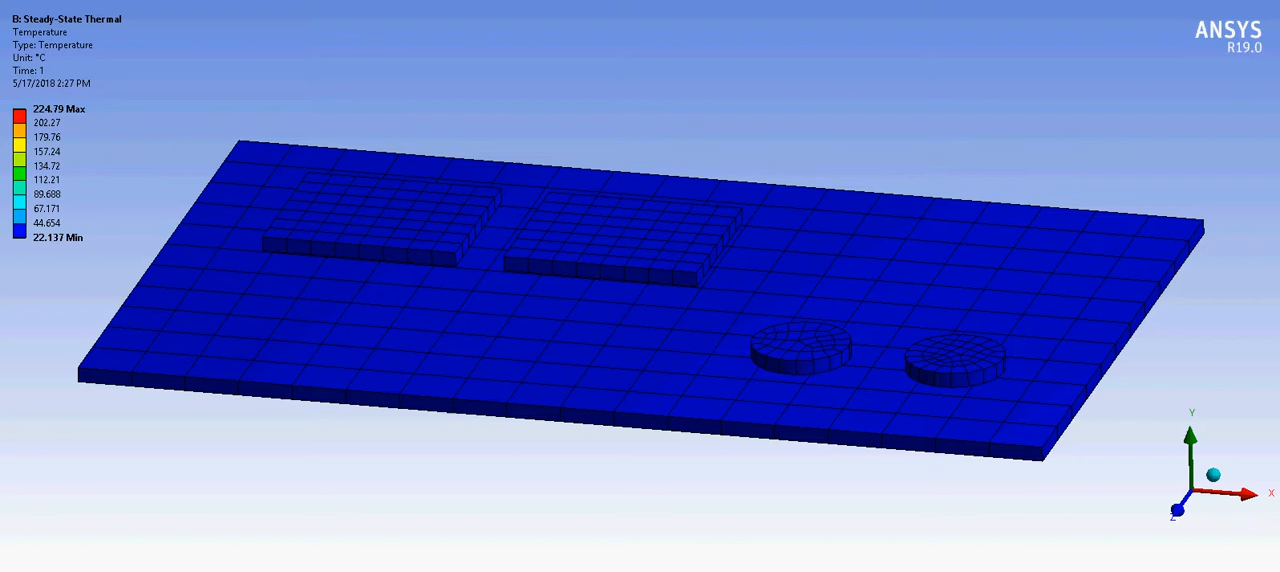 B: Steady-State Thermal
Temperature
Type: Temperature
Unit: °C
Time: 1
5/17/2018 2:27 PM
224.79 Max
202.27
179.76
157.24
134.72
112.21
89.688
67.171
44.654
22.137 Min
ANSYS
R19.0
Y
X
Z